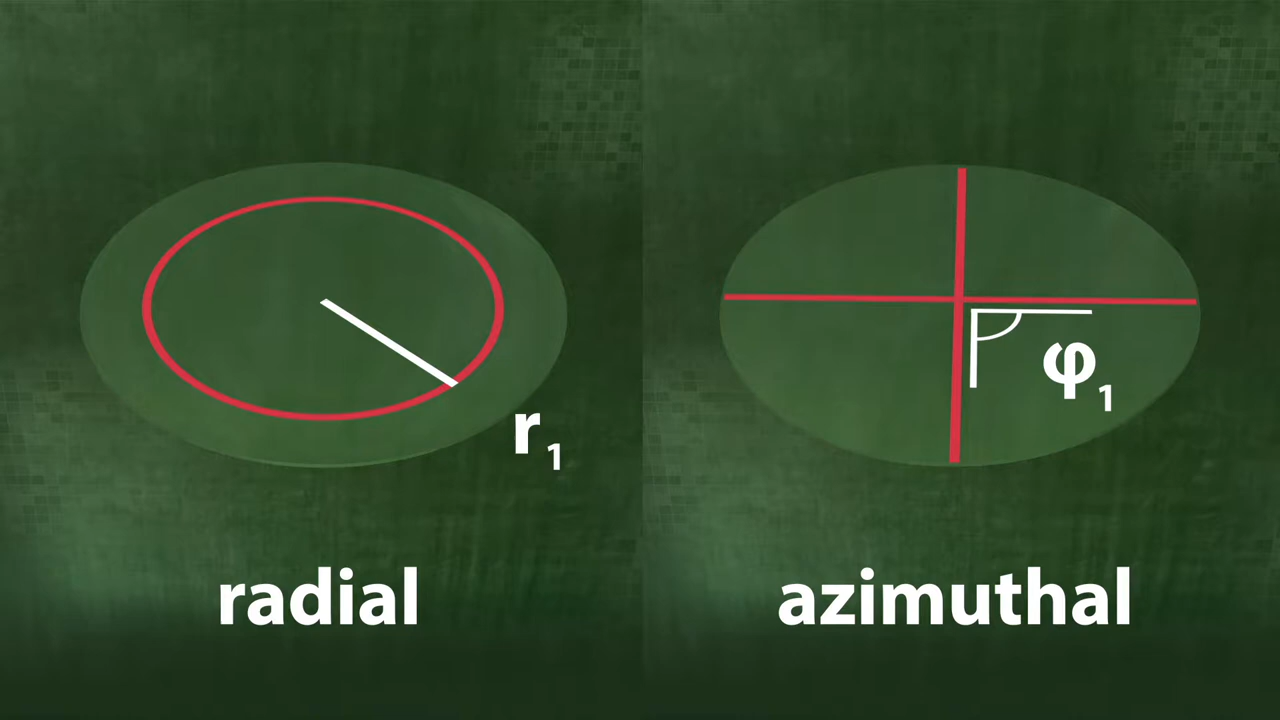 r₁
φ₁
radial
azimuthal